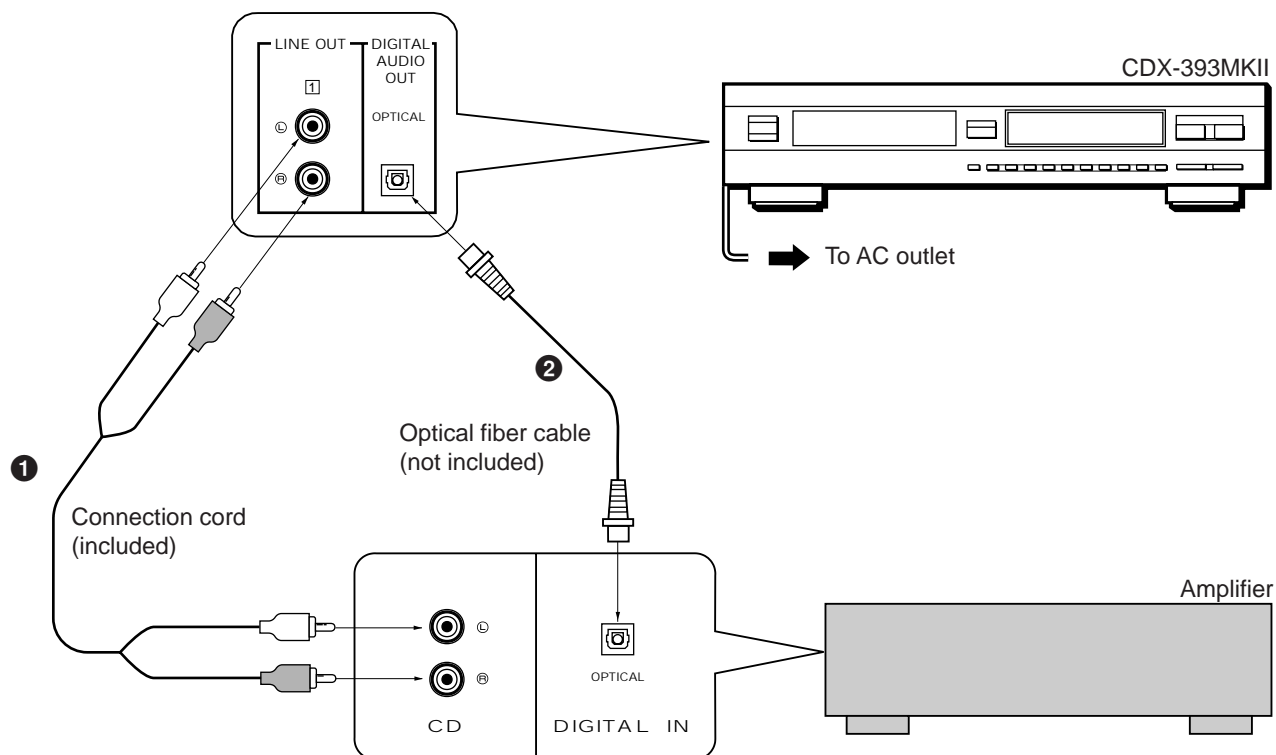 LINE OUT
DIGITAL
AUDIO
OUT
1
OPTICAL
L
R
CDX-393MKII
To AC outlet
2
Optical fiber cable
(not included)
1
Connection cord
(included)
Amplifier
L
R
OPTICAL
CD
DIGITAL IN